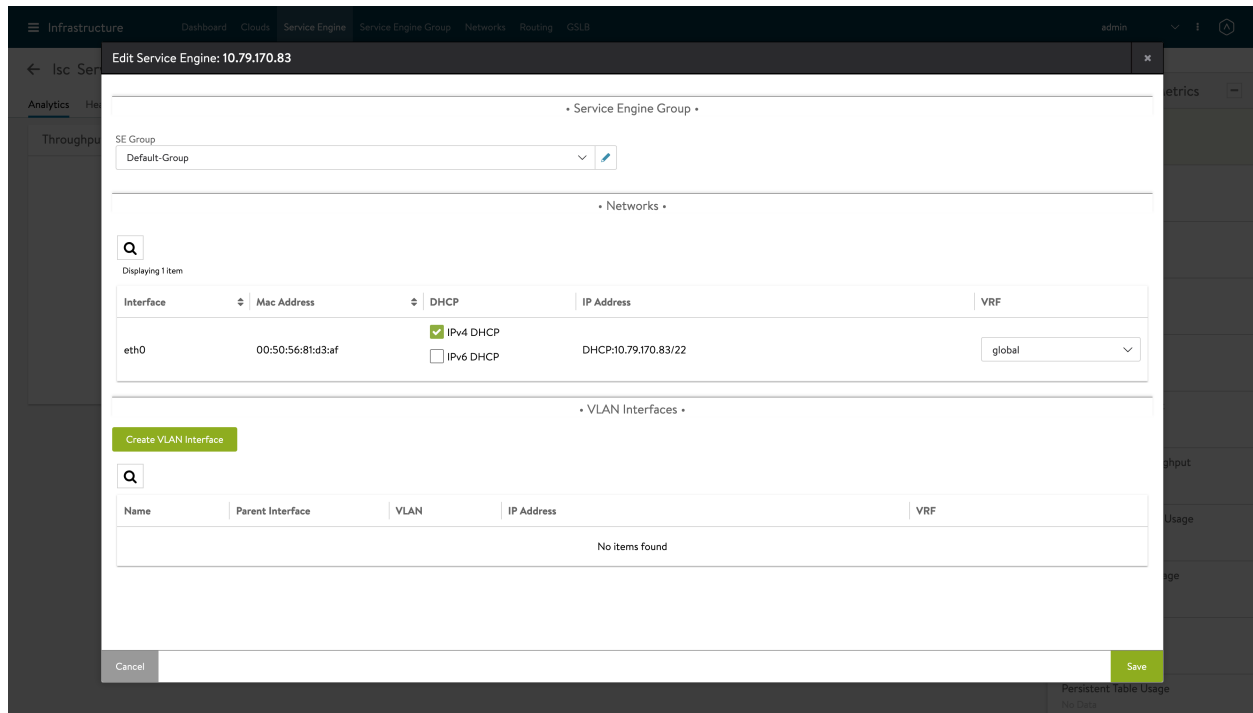 Infrastructure Dashboard Clouds Service Engine Service Engine Group Networks Routing GSLB admin
Edit Service Engine: 10.79.170.83
Isc Ser
etrics
Analytics Hea
• Service Engine Group •
Throughpu
SE Group
Default-Group
• Networks •
Displaying 1 item
Interface Mac Address DHCP IP Address VRF
IPv4 DHCP
eth0 00:50:56:81:d3:af DHCP:10.79.170.83/22 global
IPv6 DHCP
• VLAN Interfaces •
Create VLAN Interface
ghput
Name Parent Interface VLAN IP Address VRF
Usage
No items found
age
Cancel Save
Persistent Table Usage
No Data